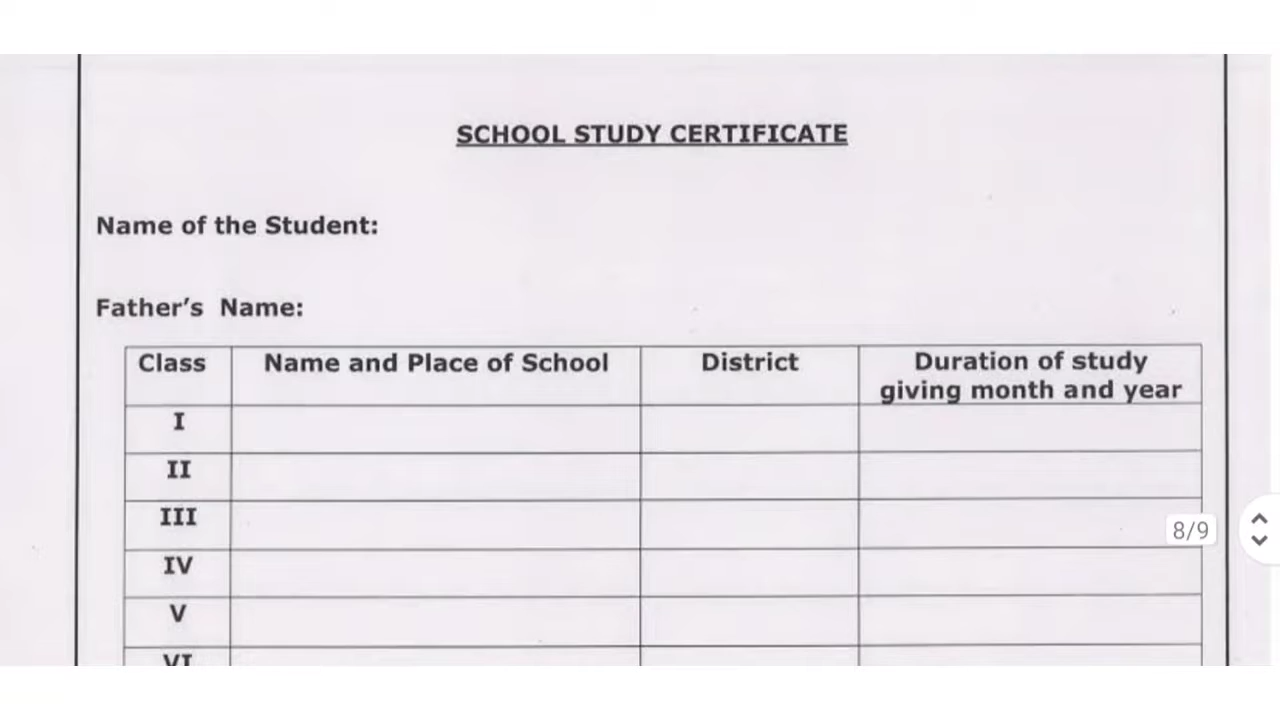 SCHOOL STUDY CERTIFICATE
Name of the Student:
Father’s Name:
Class Name and Place of School District Duration of study
giving month and year
I
II
III
8/9
IV
V
VI